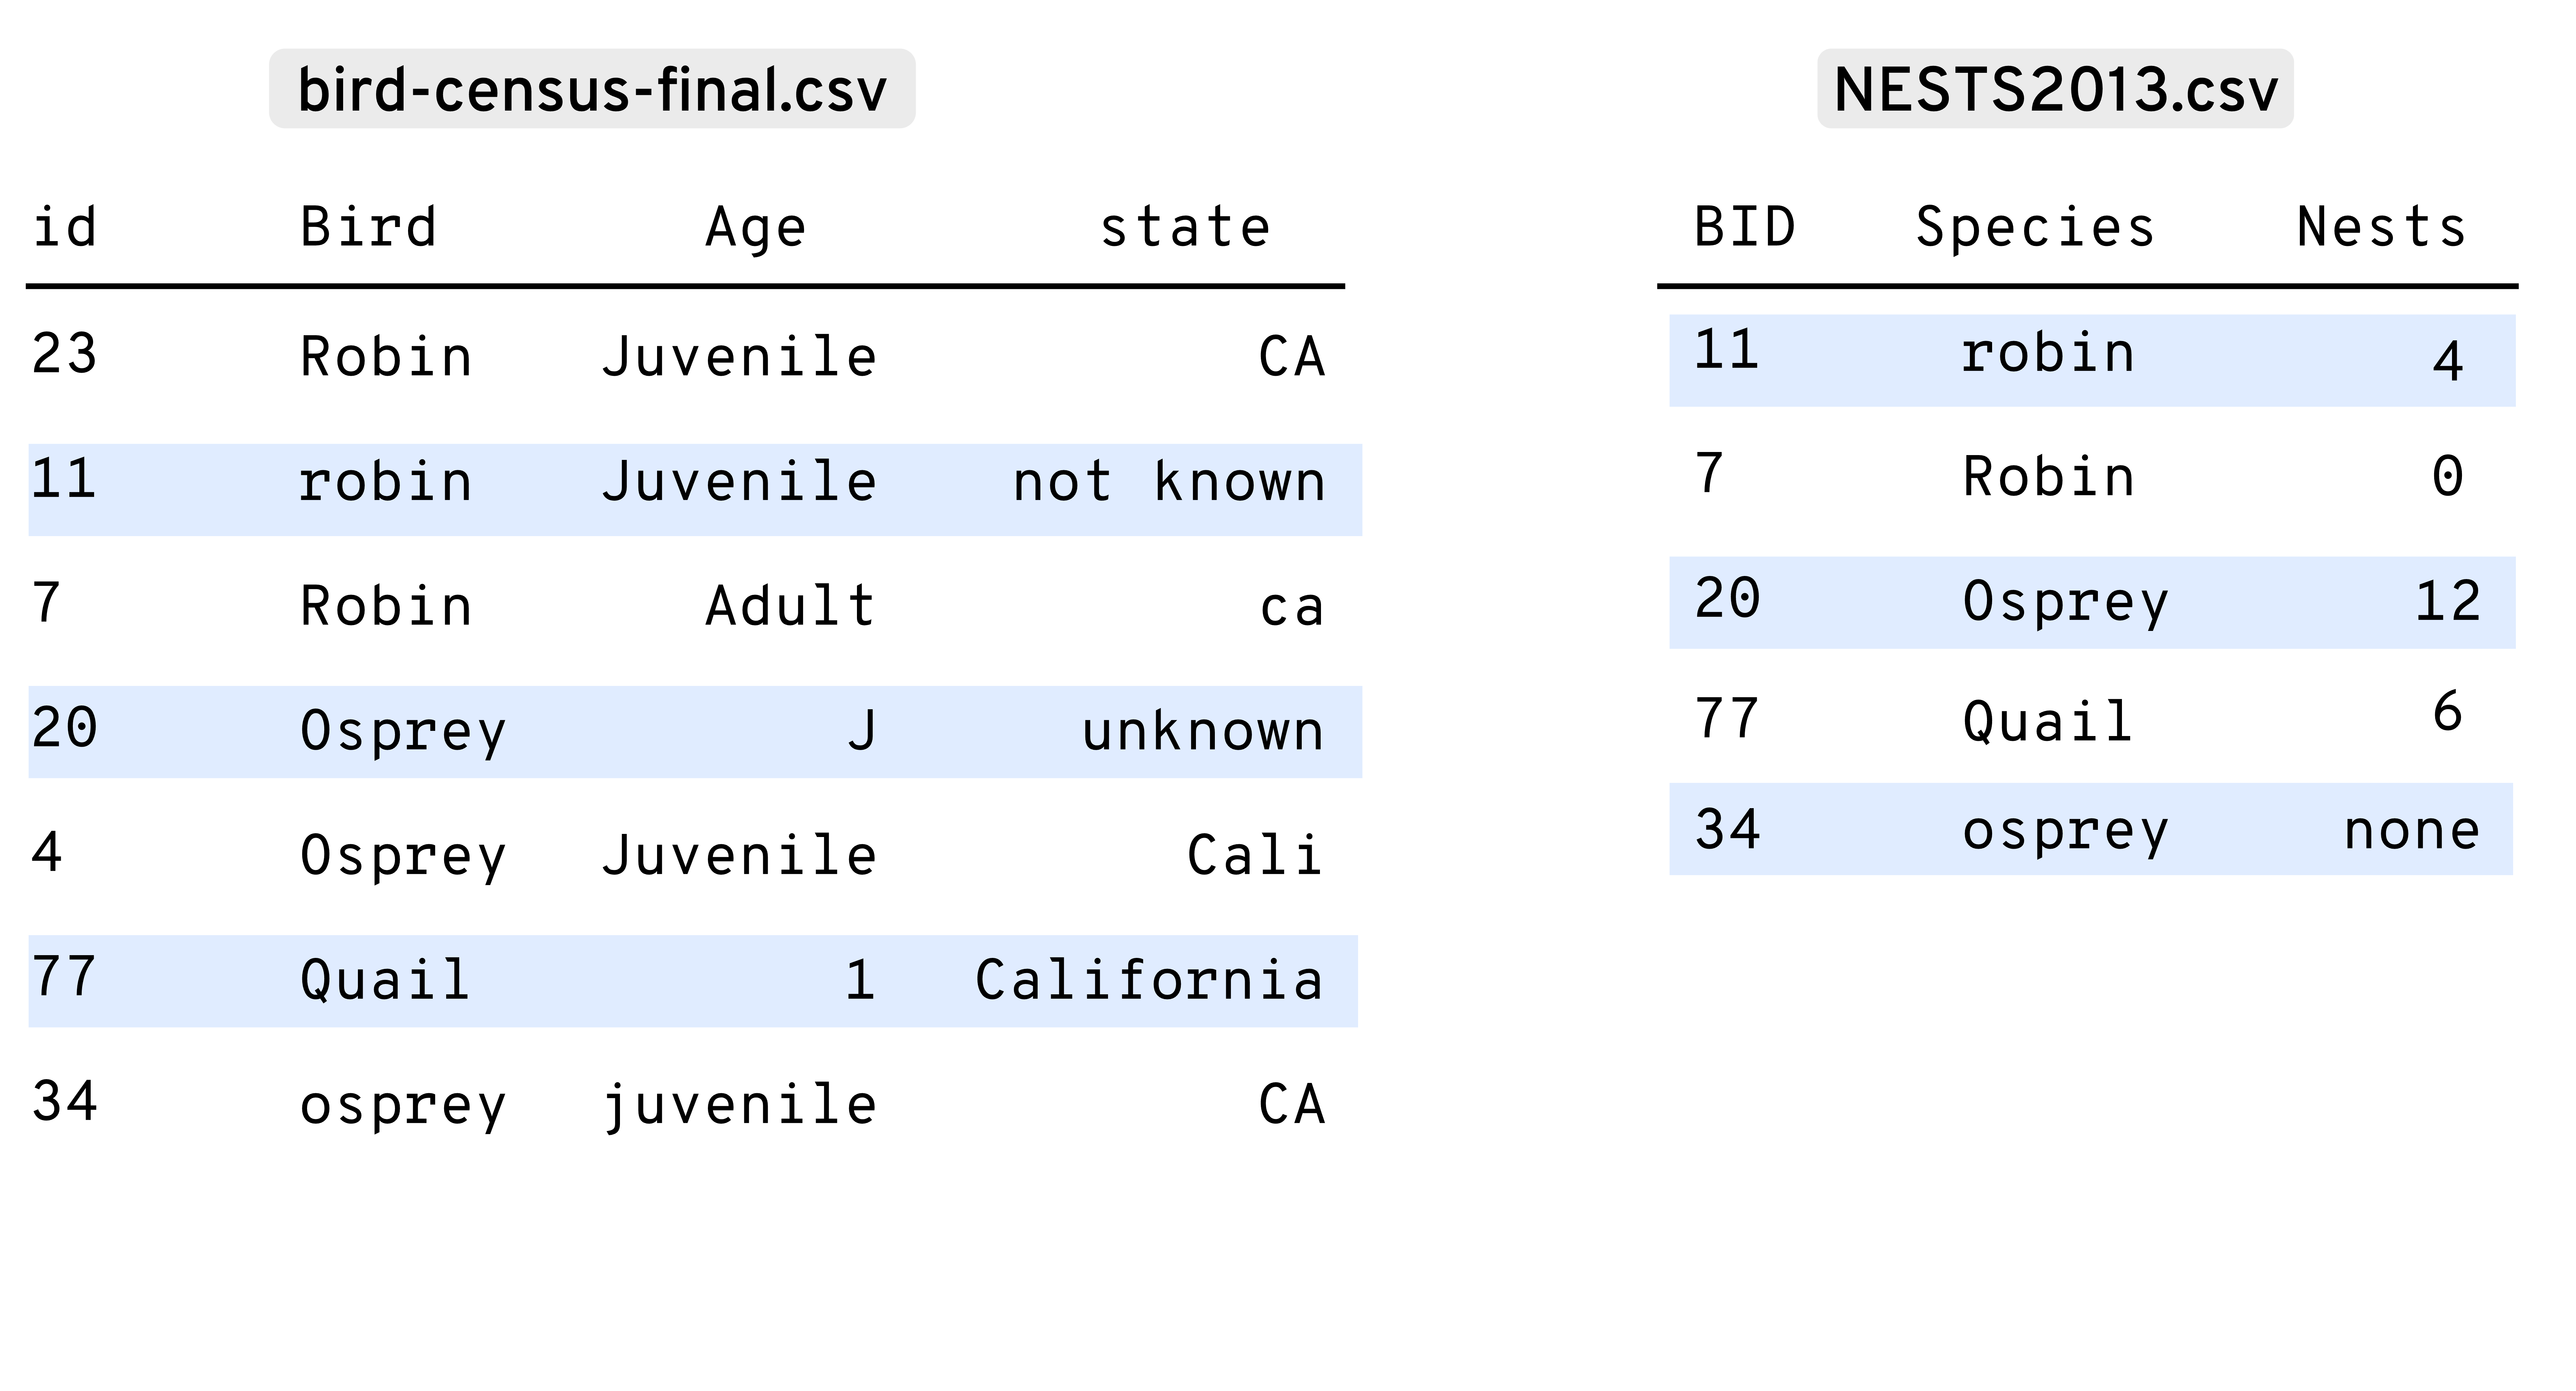 bird-census-final.csv
id Bird Age state
23 Robin Juvenile CA
11 robin Juvenile not known
7 Robin Adult ca
20 Osprey J unknown
4 Osprey Juvenile Cali
77 Quail 1 California
34 osprey juvenile CA
NESTS2013.csv
BID Species Nests
11 robin 4
7 Robin 0
20 Osprey 12
77 Quail 6
34 osprey none